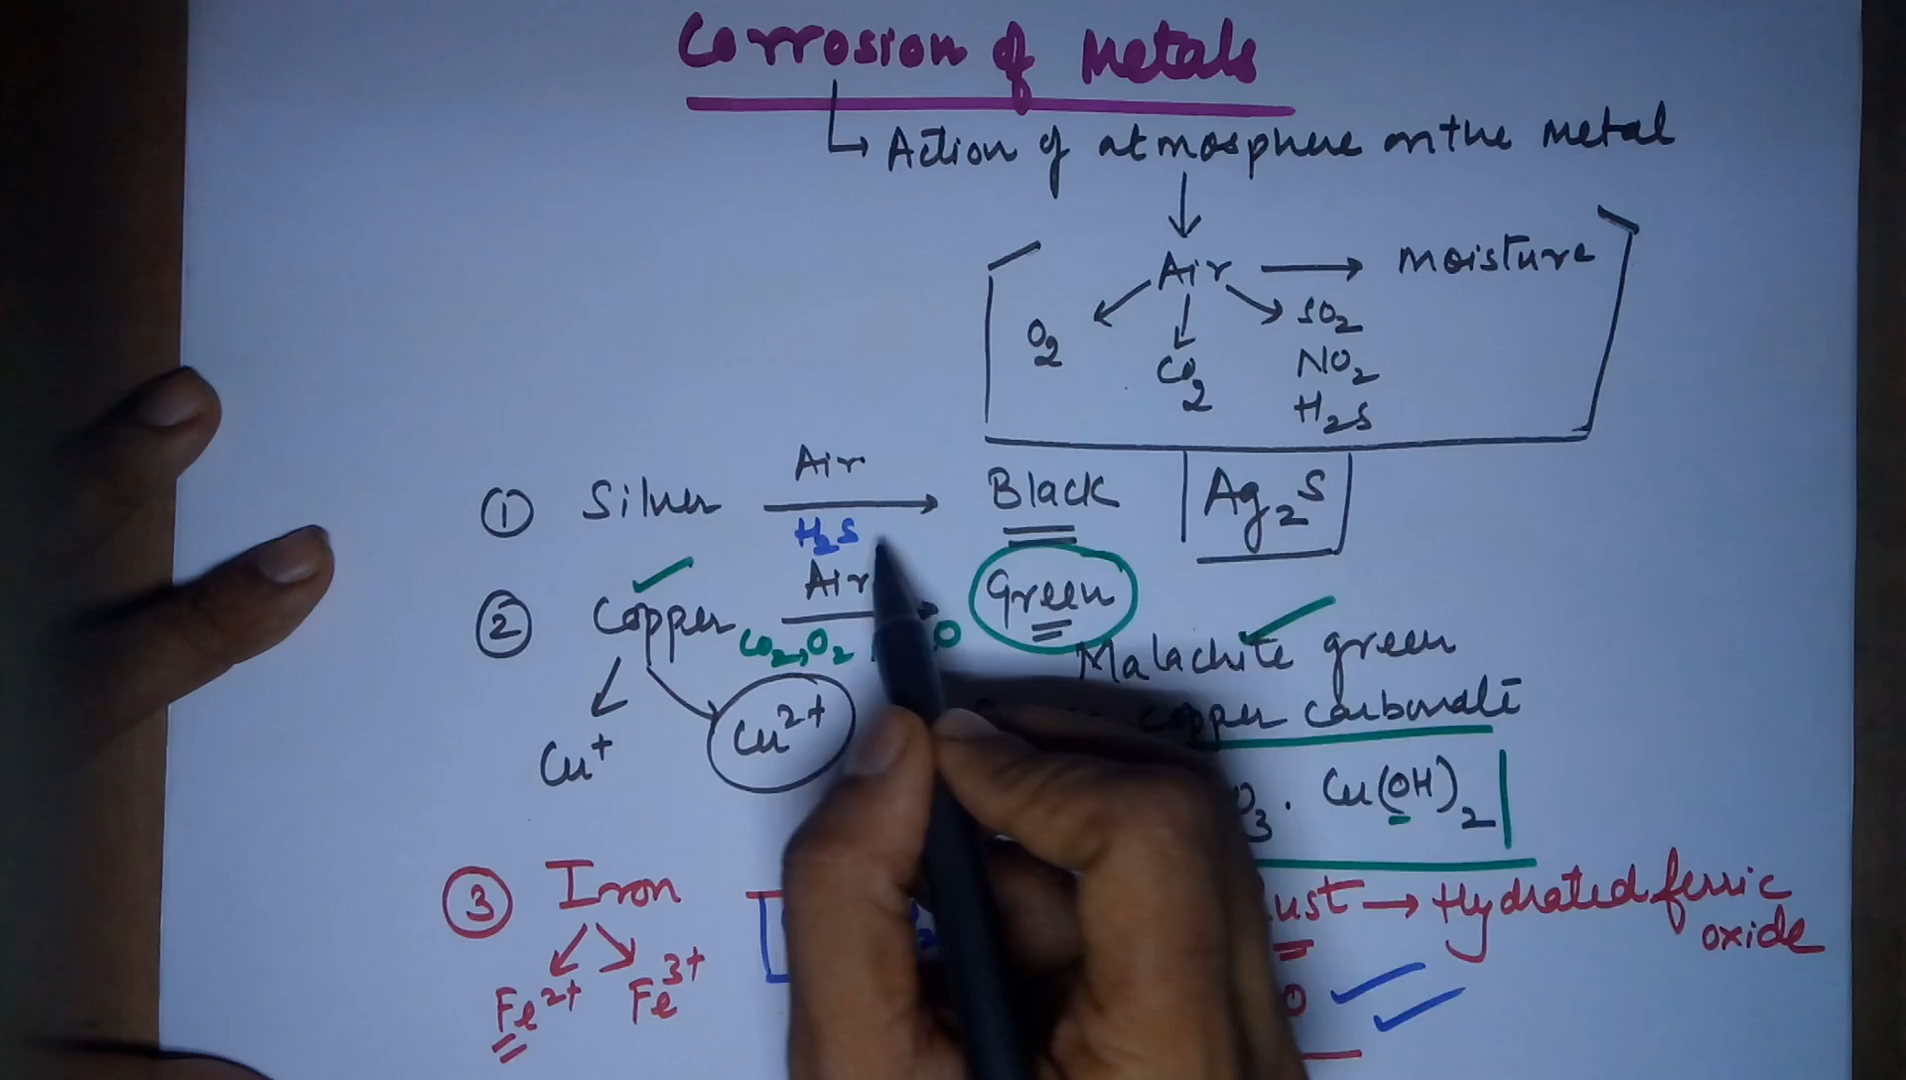 Corrosion of Metals
↳ Action of atmosphere on the Metal
Air → Moisture
O2 CO2 SO2
NO2
H2S
① Silver Air H2S → Black Ag2S
② Copper Air CO2, O2 O → Green
Malachite green
copper carbonate
Cu+ Cu2+
O3 . Cu(OH)2
③ Iron ust → Hydrated ferric
oxide
Fe2+ Fe3+ O